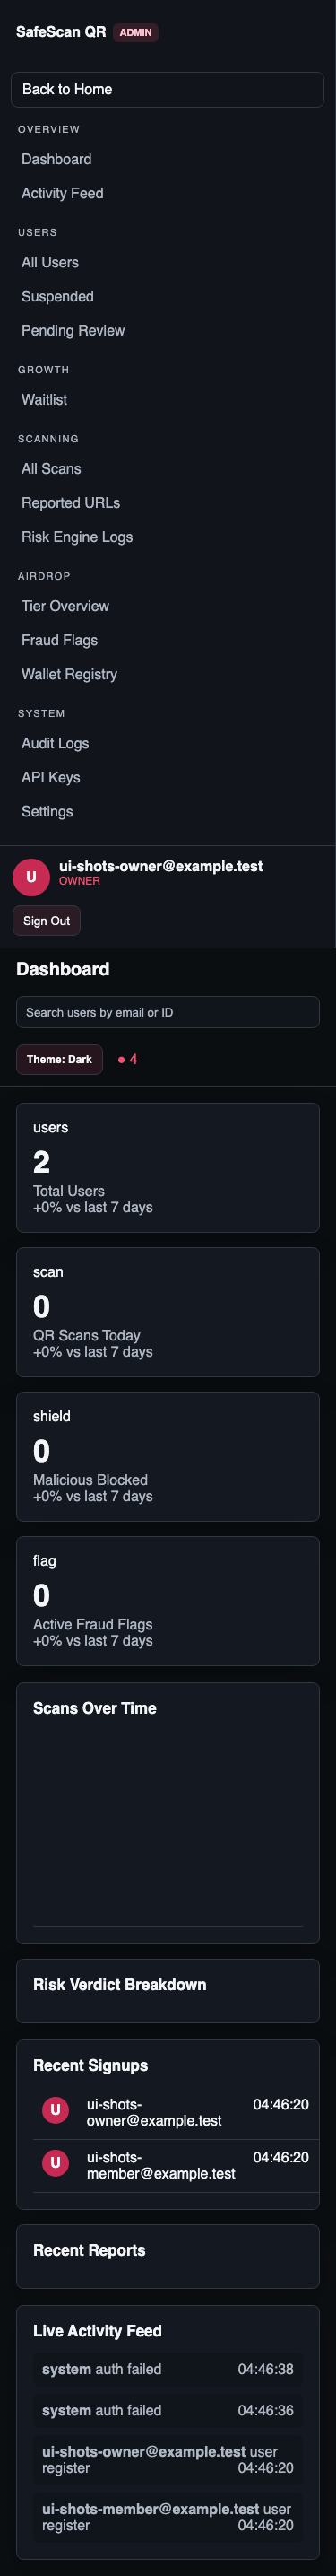 SafeScan QR ADMIN
Back to Home
OVERVIEW
Dashboard
Activity Feed
USERS
All Users
Suspended
Pending Review
GROWTH
Waitlist
SCANNING
All Scans
Reported URLs
Risk Engine Logs
AIRDROP
Tier Overview
Fraud Flags
Wallet Registry
SYSTEM
Audit Logs
API Keys
Settings
U ui-shots-owner@example.test
OWNER
Sign Out
Dashboard
Search users by email or ID
Theme: Dark 4
users
2
Total Users
+0% vs last 7 days
scan
0
QR Scans Today
+0% vs last 7 days
shield
0
Malicious Blocked
+0% vs last 7 days
flag
0
Active Fraud Flags
+0% vs last 7 days
Scans Over Time
Risk Verdict Breakdown
Recent Signups
U ui-shots- 04:46:20
owner@example.test
U ui-shots- 04:46:20
member@example.test
Recent Reports
Live Activity Feed
system auth failed 04:46:38
system auth failed 04:46:36
ui-shots-owner@example.test user
register 04:46:20
ui-shots-member@example.test user
register 04:46:20